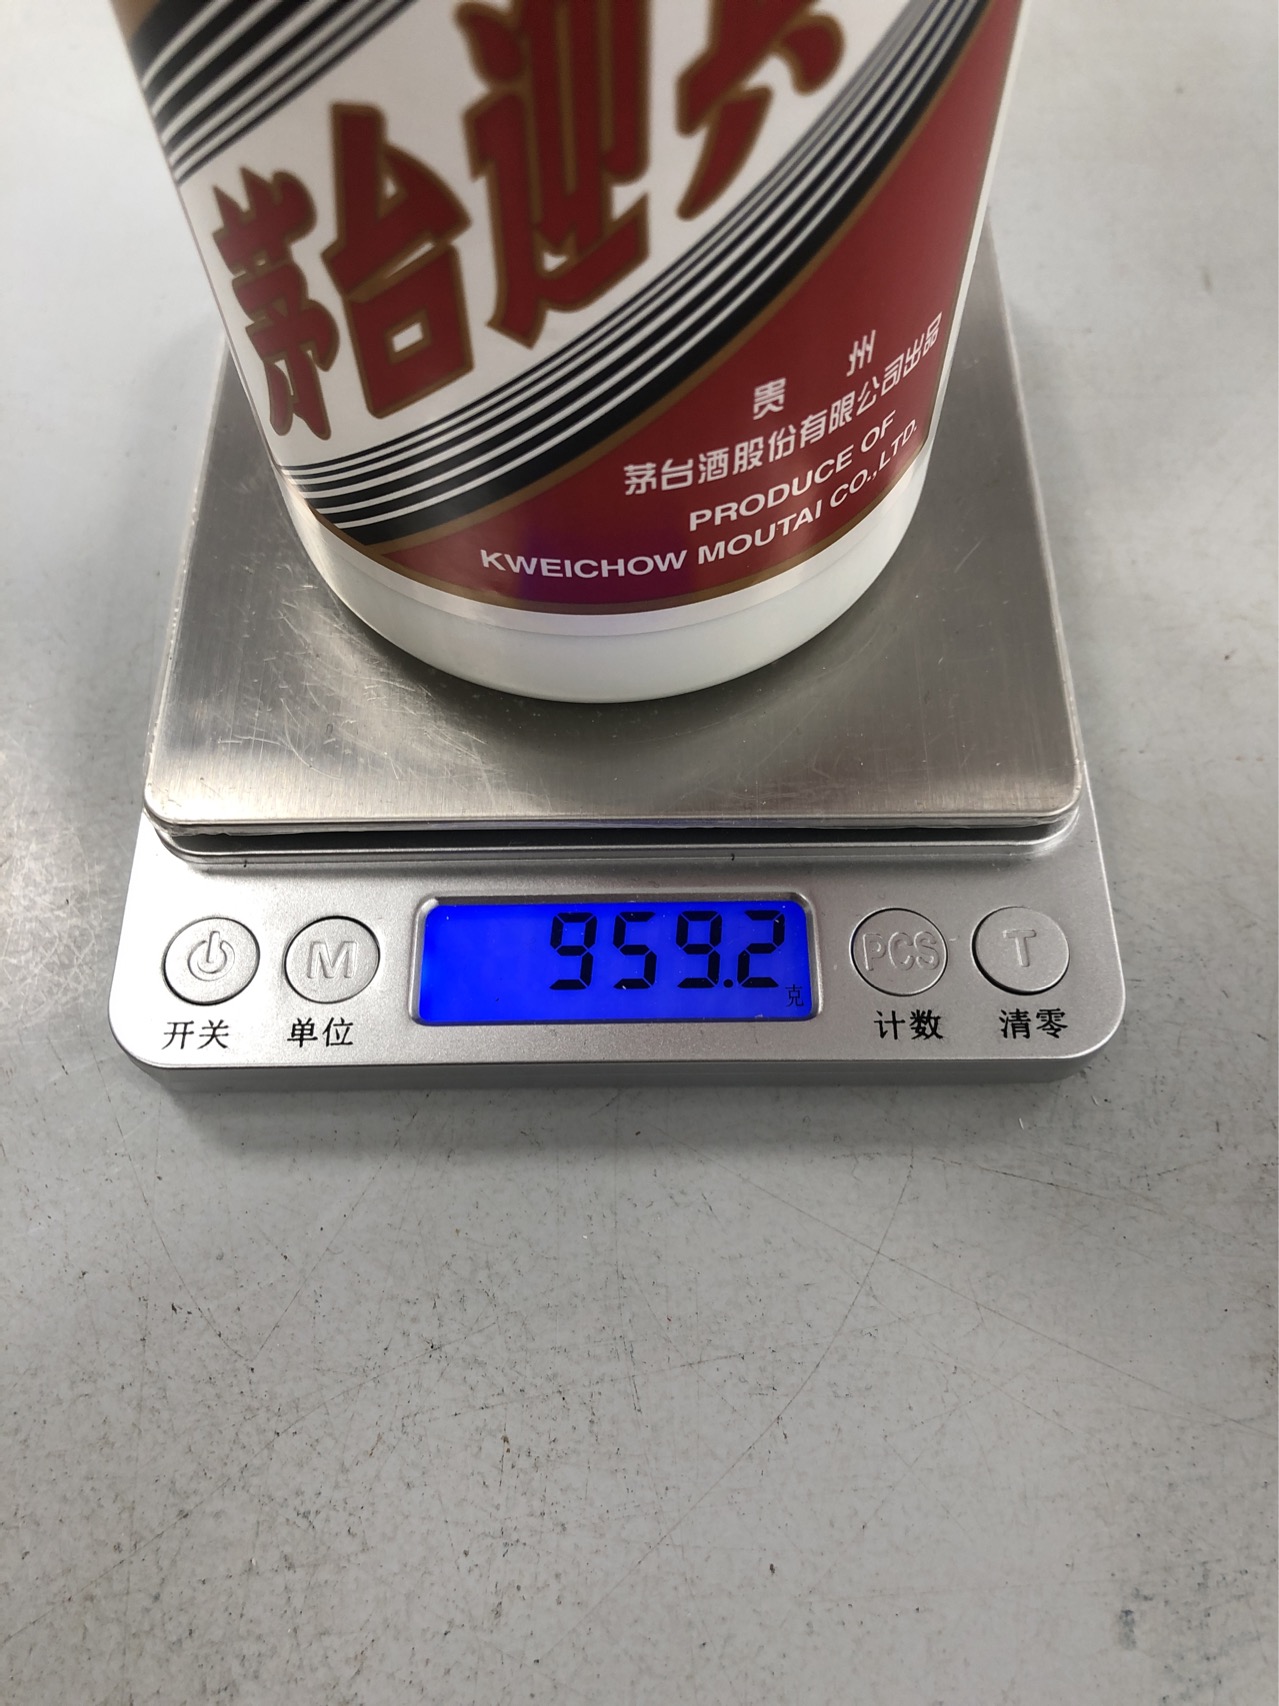 茅台迎
贵州
茅台酒股份有限公司出品
PRODUCE OF
KWEICHOW MOUTAI CO.,LTD.
959.2
克
M
PCS
T
开关
单位
计数
清零